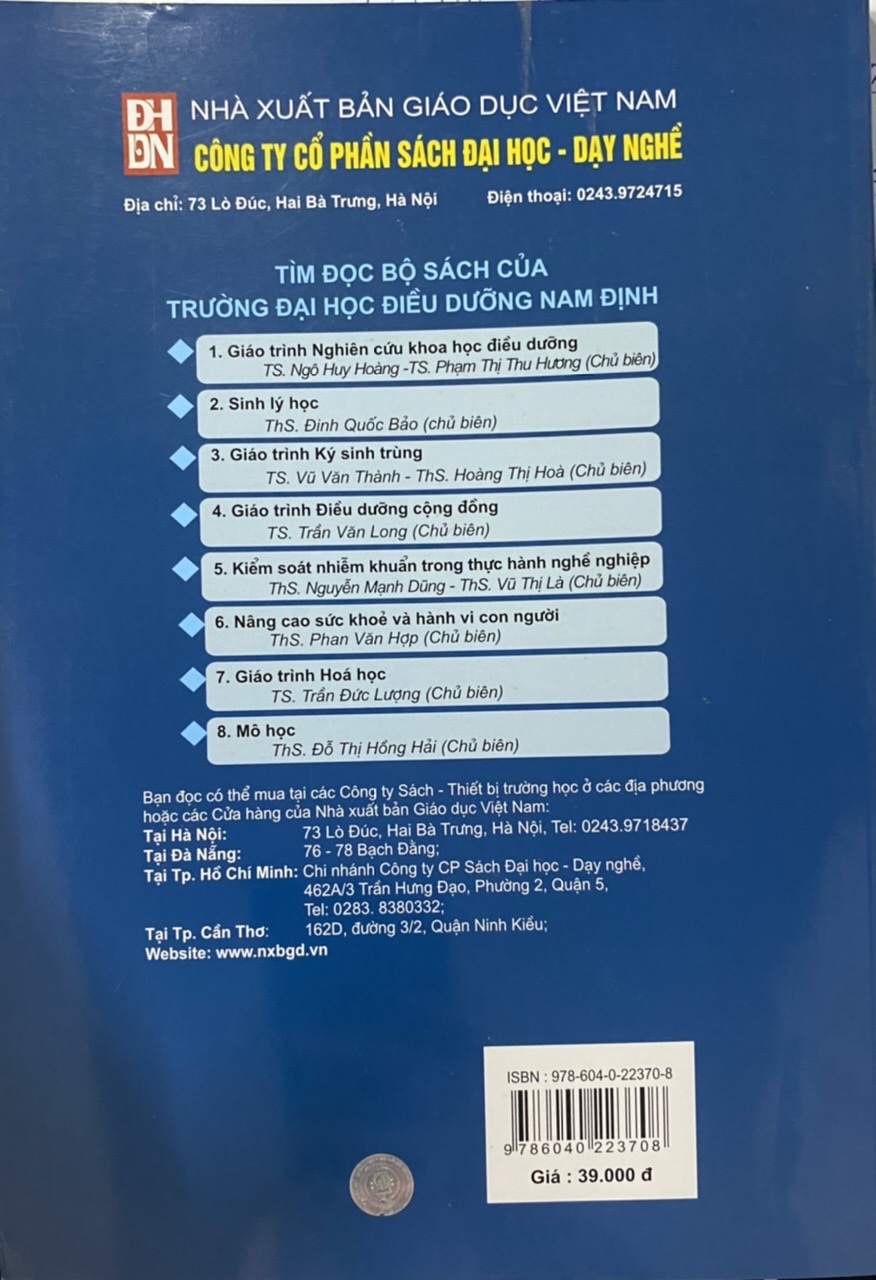 ĐH
DN
NHÀ XUẤT BẢN GIÁO DỤC VIỆT NAM
CÔNG TY CỔ PHẦN SÁCH ĐẠI HỌC - DẠY NGHỀ
Địa chỉ: 73 Lò Đúc, Hai Bà Trưng, Hà Nội Điện thoại: 0243.9724715
TÌM ĐỌC BỘ SÁCH CỦA
TRƯỜNG ĐẠI HỌC ĐIỀU DƯỠNG NAM ĐỊNH
1. Giáo trình Nghiên cứu khoa học điều dưỡng
TS. Ngô Huy Hoàng -TS. Phạm Thị Thu Hương (Chủ biên)
2. Sinh lý học
ThS. Đinh Quốc Bảo (chủ biên)
3. Giáo trình Ký sinh trùng
TS. Vũ Văn Thành - ThS. Hoàng Thị Hoà (Chủ biên)
4. Giáo trình Điều dưỡng cộng đồng
TS. Trần Văn Long (Chủ biên)
5. Kiểm soát nhiễm khuẩn trong thực hành nghề nghiệp
ThS. Nguyễn Mạnh Dũng - ThS. Vũ Thị Là (Chủ biên)
6. Nâng cao sức khoẻ và hành vi con người
ThS. Phan Văn Hợp (Chủ biên)
7. Giáo trình Hoá học
TS. Trần Đức Lượng (Chủ biên)
8. Mô học
ThS. Đỗ Thị Hồng Hải (Chủ biên)
Bạn đọc có thể mua tại các Công ty Sách - Thiết bị trường học ở các địa phương
hoặc các Cửa hàng của Nhà xuất bản Giáo dục Việt Nam:
Tại Hà Nội: 73 Lò Đúc, Hai Bà Trưng, Hà Nội, Tel: 0243.9718437
Tại Đà Nẵng: 76 - 78 Bạch Đằng;
Tại Tp. Hồ Chí Minh: Chi nhánh Công ty CP Sách Đại học - Dạy nghề,
462A/3 Trần Hưng Đạo, Phường 2, Quận 5,
Tel: 0283. 8380332;
Tại Tp. Cần Thơ: 162D, đường 3/2, Quận Ninh Kiều;
Website: www.nxbgd.vn
ISBN : 978-604-0-22370-8
9 786040 223708
Giá : 39.000 đ